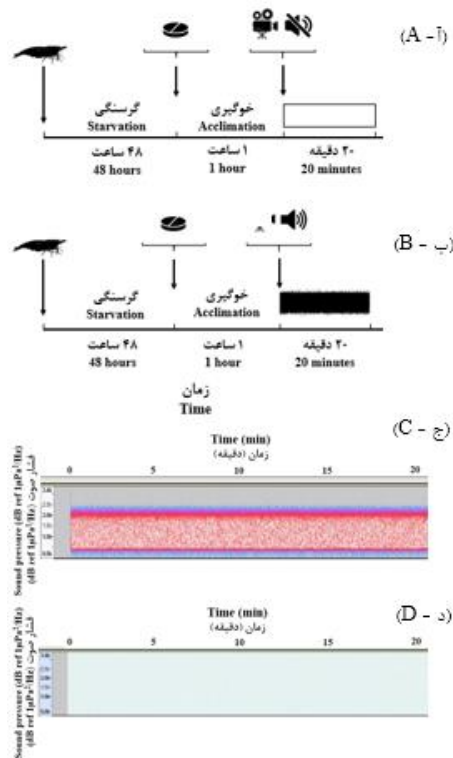 (A - آ
گرسنگی
Starvation
خوگیری
Acclimation
۴۸ ساعت
48 hours
۱ ساعت
1 hour
۲۰ دقیقه
20 minutes
(B - ب
گرسنگی
Starvation
خوگیری
Acclimation
۴۸ ساعت
48 hours
۱ ساعت
1 hour
۲۰ دقیقه
20 minutes
زمان
Time
(C - ج
Time (min)
زمان (دقیقه)
0 5 10 15 20
Sound pressure (dB ref 1µPa²/Hz)
فشار صوت (dB ref 1µPa²/Hz)
(D - د
Time (min)
زمان (دقیقه)
0 5 10 15 20
Sound pressure (dB ref 1µPa²/Hz)
فشار صوت (dB ref 1µPa²/Hz)